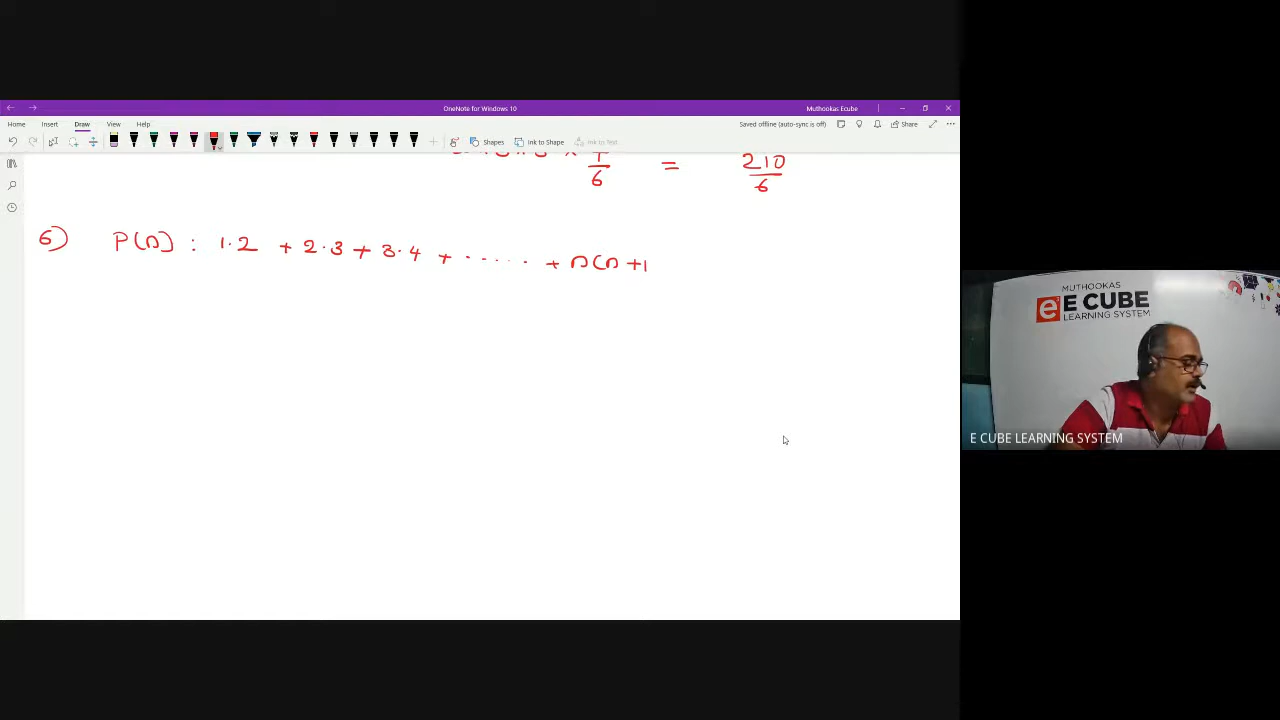 OneNote for Windows 10
Muthookas Ecube
Home Insert Draw View Help
Saved offline (auto-sync is off)
Share
Shapes
Ink to Shape
Ink to Text
6
= 210
6
6) P(n) : 1.2 + 2.3 + 3.4 + ...... + n(n+1
MUTHOOKAS
e E CUBE
LEARNING SYSTEM
E CUBE LEARNING SYSTEM